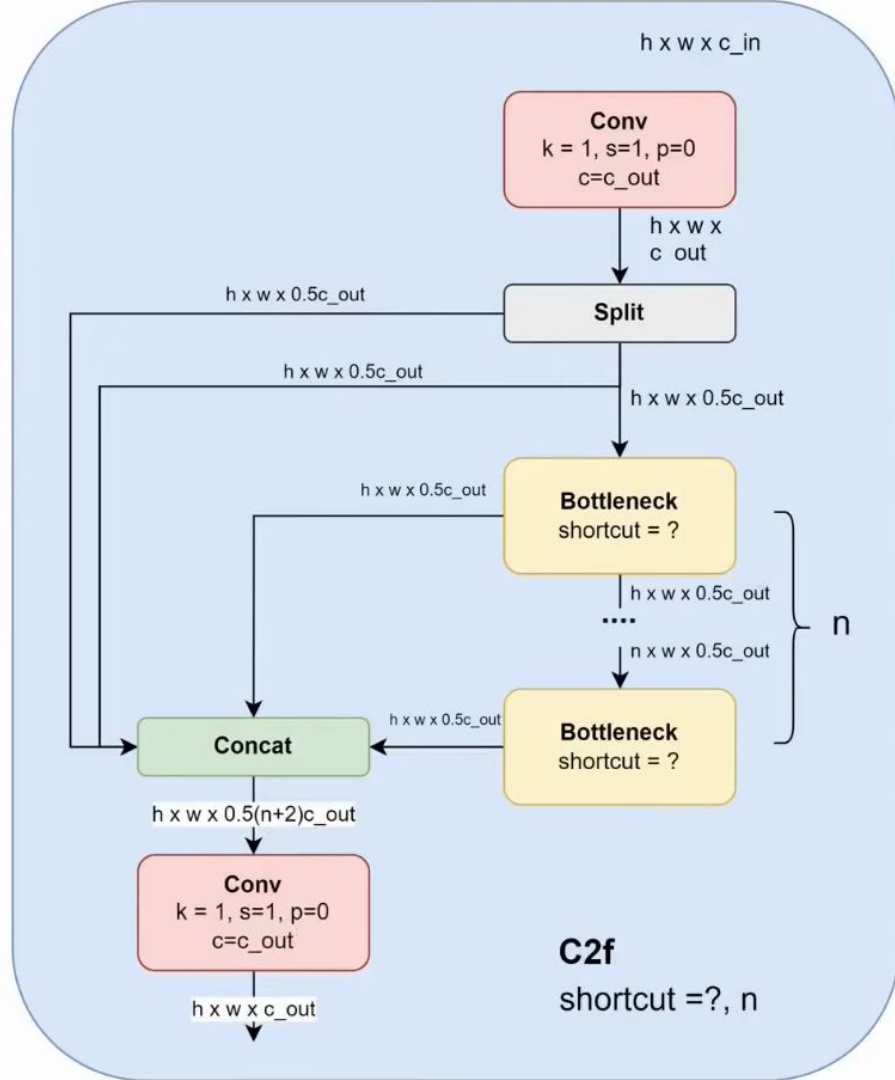 h x w x c_in
Conv
k = 1, s=1, p=0
c=c_out
h x w x
c out
h x w x 0.5c_out
Split
h x w x 0.5c_out
h x w x 0.5c_out
h x w x 0.5c_out
Bottleneck
shortcut = ?
h x w x 0.5c_out
....
n
n x w x 0.5c_out
h x w x 0.5c_out
Bottleneck
shortcut = ?
Concat
h x w x 0.5(n+2)c_out
Conv
k = 1, s=1, p=0
c=c_out
h x w x c_out
C2f
shortcut =?, n